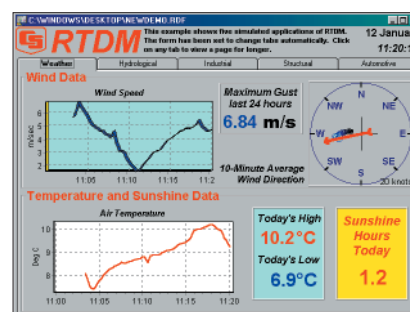 C:\WINDOWS\DESKTOP\NEWDEMO.RDF
RTDM
This example shows five simulated applications of RTDM.
The form has been set to change tabs automatically. Click
on any tab to view a page for longer.
12 Januar
11:20:1
Weather
Hydrological
Industrial
Structural
Automotive
Wind Data
Wind Speed
m/sec
6
5
4
3
2
11:05
11:10
11:2
Maximum Gust
last 24 hours
6.84 m/s
10-Minute Average
Wind Direction
N
NW
NE
W
E
SW
SE
S
20 knots
Temperature and Sunshine Data
Air Temperature
Deg C
10
9
8
11:00
11:05
11:10
11:15
11:20
Today's High
10.2°C
Today's Low
6.9°C
Sunshine
Hours
Today
1.2